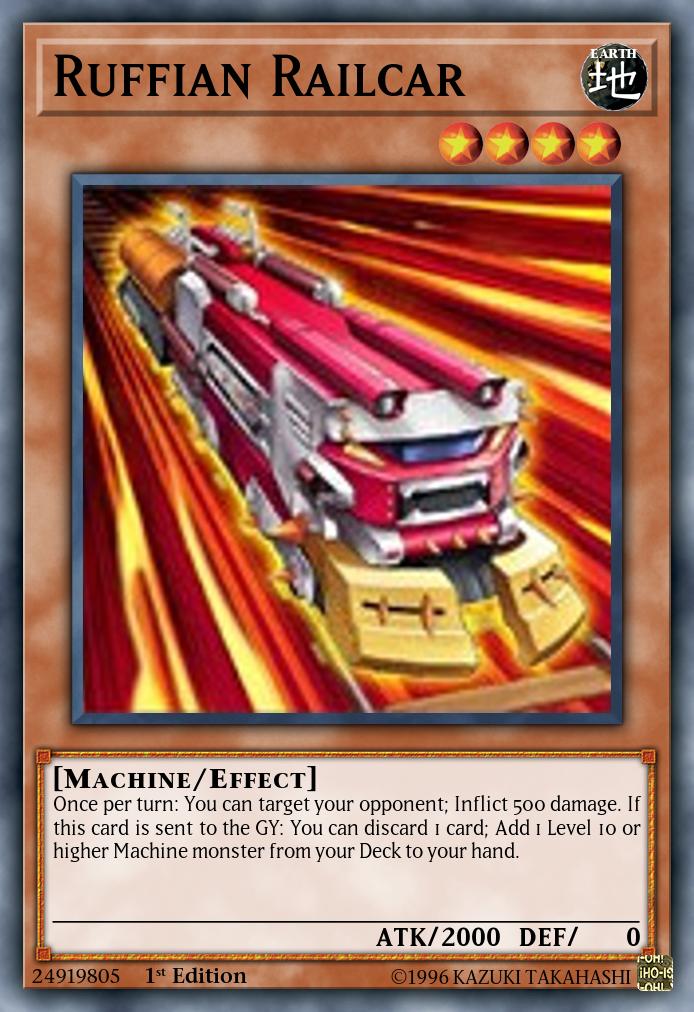 Ruffian Railcar
EARTH
地
[Machine/Effect]
Once per turn: You can target your opponent; Inflict 500 damage. If
this card is sent to the GY: You can discard 1 card; Add 1 Level 10 or
higher Machine monster from your Deck to your hand.
ATK/2000 DEF/ 0
24919805 1st Edition ©1996 KAZUKI TAKAHASHI